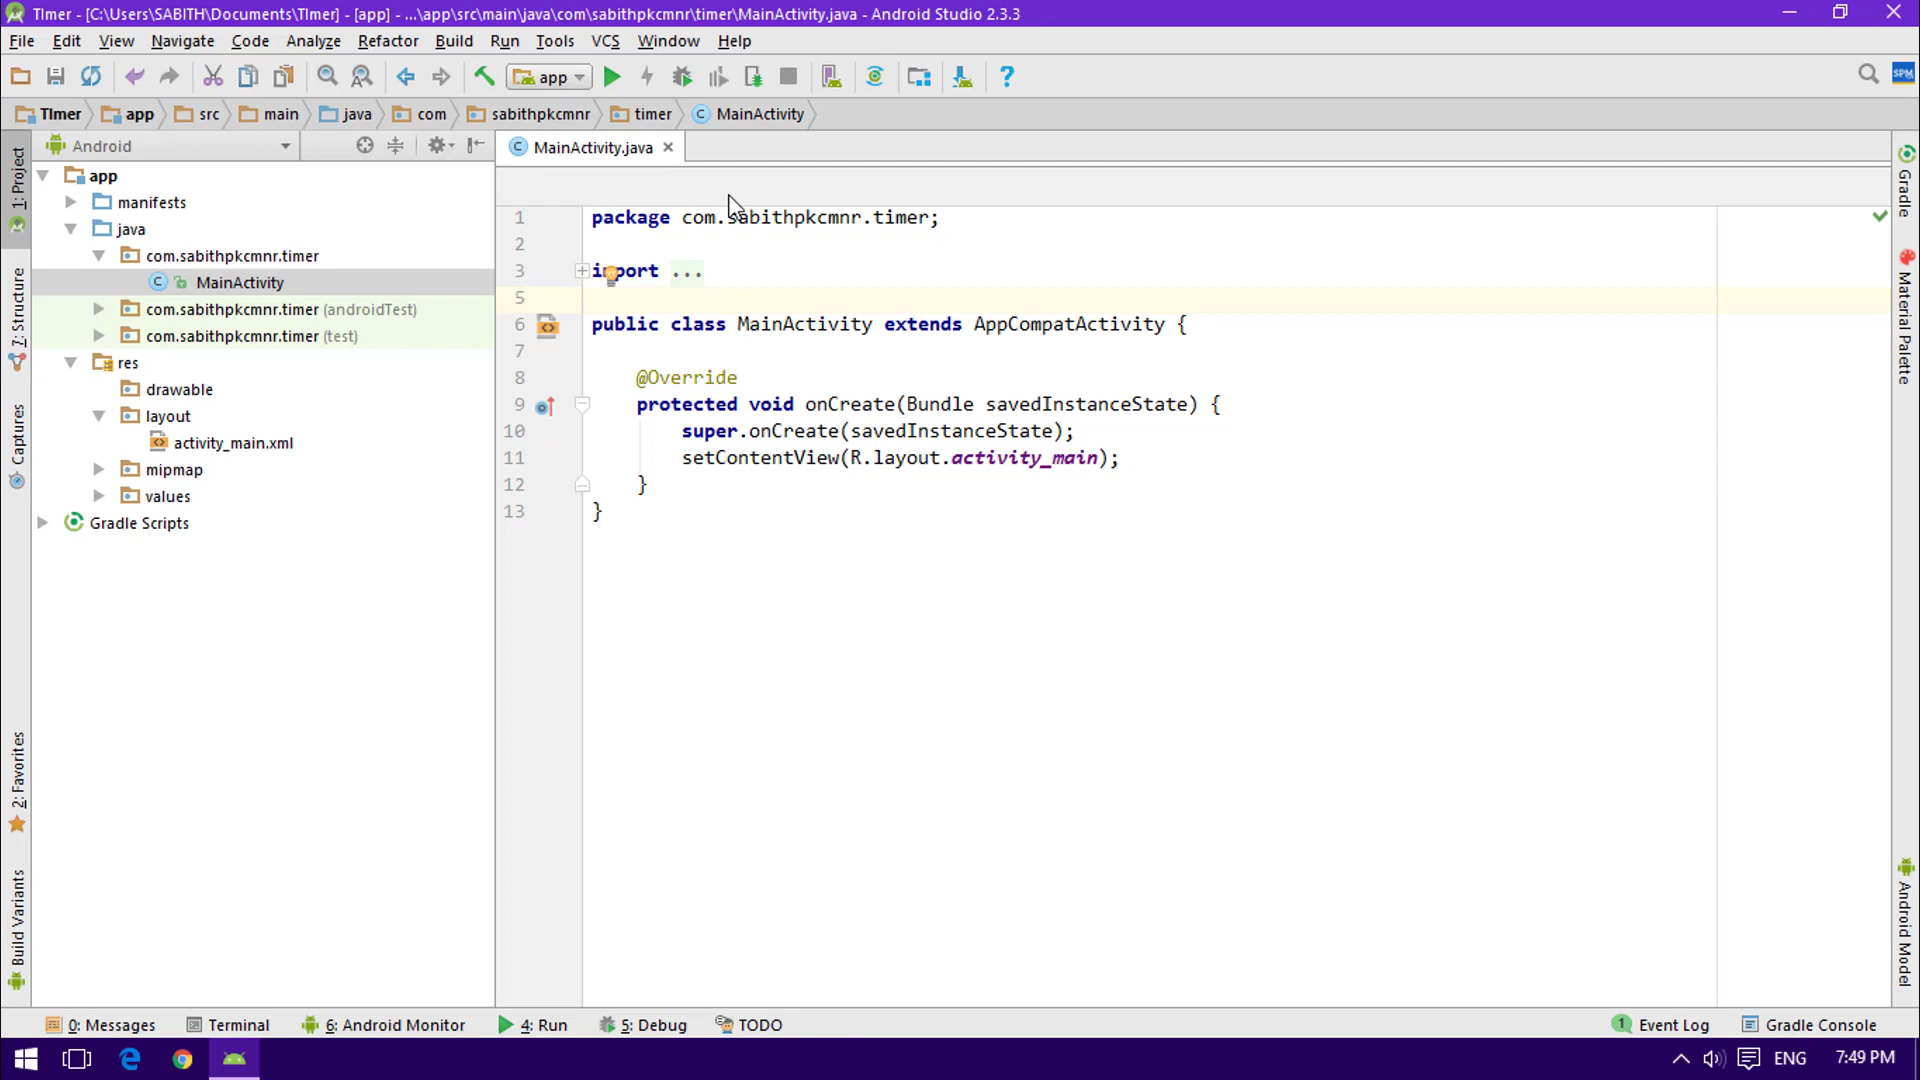 TImer - [C:\Users\SABITH\Documents\TImer] - [app] - ...\app\src\main\java\com\sabithpkcmnr\timer\MainActivity.java - Android Studio 2.3.3
File Edit View Navigate Code Analyze Refactor Build Run Tools VCS Window Help
app
SPM
TImer app src main java com sabithpkcmnr timer MainActivity
Android
MainActivity.java
1: Project
7: Structure
Captures
2: Favorites
Build Variants
app
manifests
java
com.sabithpkcmnr.timer
MainActivity
com.sabithpkcmnr.timer (androidTest)
com.sabithpkcmnr.timer (test)
res
drawable
layout
activity_main.xml
mipmap
values
Gradle Scripts
1 package com.sabithpkcmnr.timer;
2
3 import ...
5
6 public class MainActivity extends AppCompatActivity {
7
8 @Override
9 protected void onCreate(Bundle savedInstanceState) {
10 super.onCreate(savedInstanceState);
11 setContentView(R.layout.activity_main);
12 }
13 }
Gradle
Material Palette
Android Model
0: Messages Terminal 6: Android Monitor 4: Run 5: Debug TODO 1 Event Log Gradle Console
ENG 7:49 PM